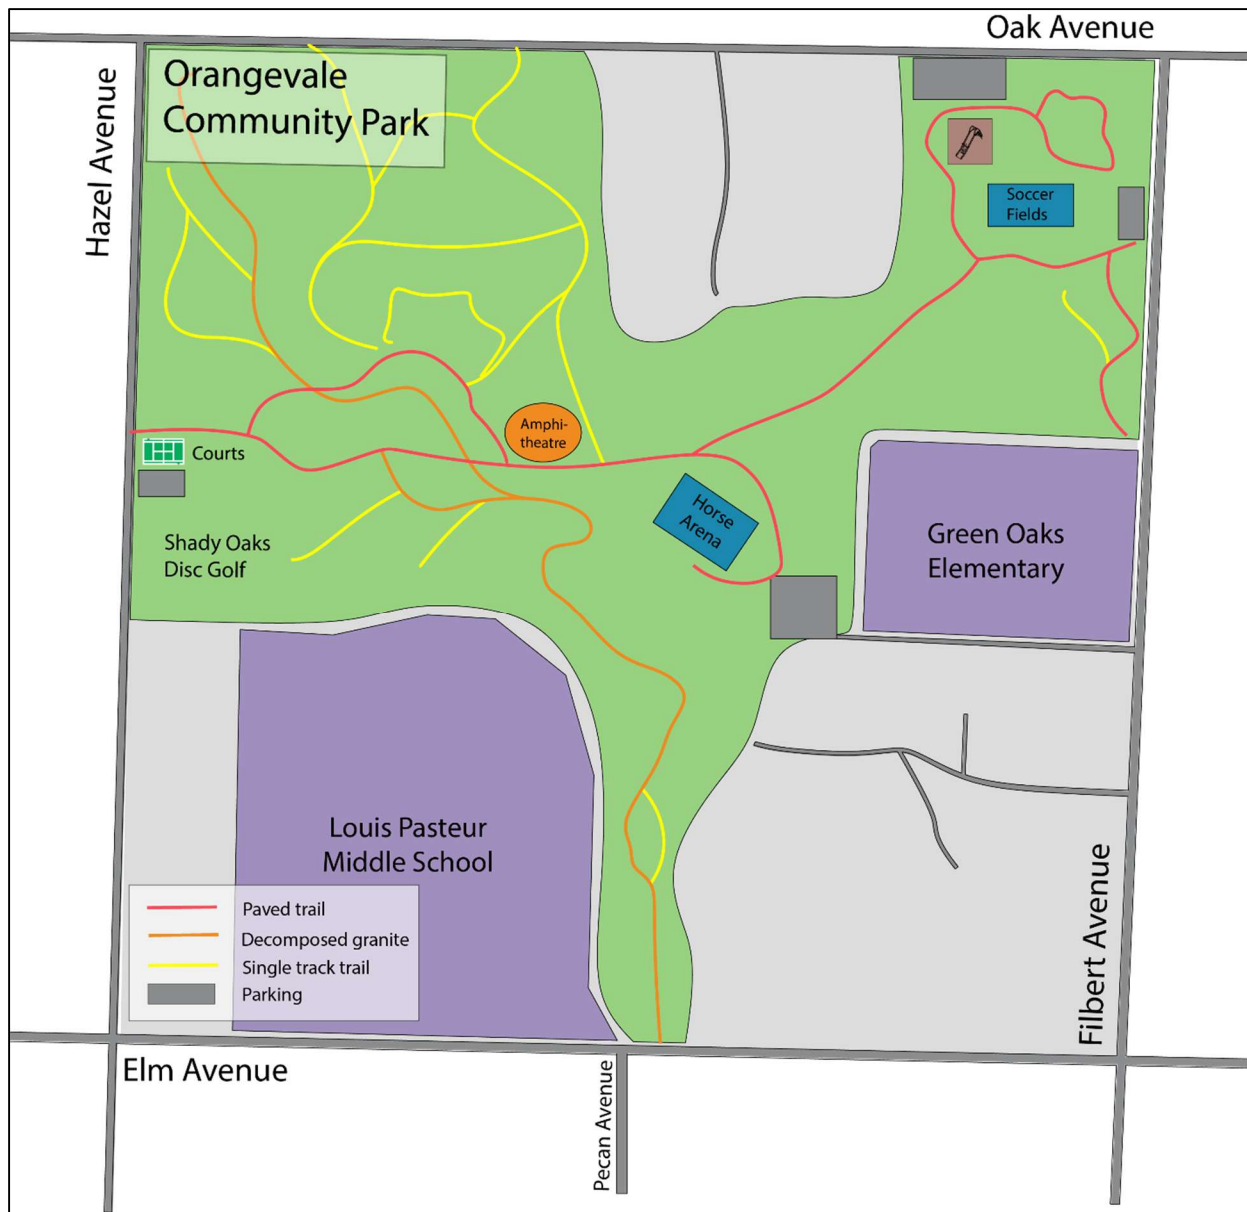 Oak Avenue
Orangevale
Community Park
Hazel Avenue
Soccer
Fields
Amphi-
theatre
Courts
Horse
Arena
Shady Oaks
Disc Golf
Green Oaks
Elementary
Louis Pasteur
Middle School
Paved trail
Decomposed granite
Single track trail
Parking
Filbert Avenue
Elm Avenue
Pecan Avenue